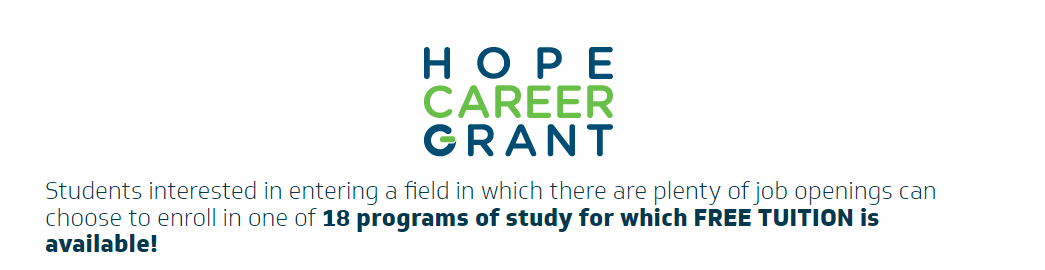 HOPE
CAREER
GRANT
Students interested in entering a field in which there are plenty of job openings can
choose to enroll in one of 18 programs of study for which FREE TUITION is
available!